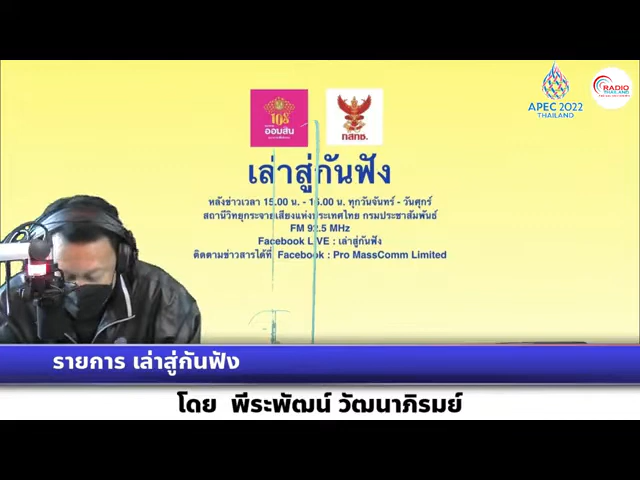 APEC 2022
THAILAND
RADIO
THAILAND
ออมสิน
กสทช.
เล่าสู่กันฟัง
หลังข่าวเวลา 15.00 น. - 16.00 น. ทุกวันจันทร์ - วันศุกร์
สถานีวิทยุกระจายเสียงแห่งประเทศไทย กรมประชาสัมพันธ์
FM 92.5 MHz
Facebook LIVE : เล่าสู่กันฟัง
ติดตามข่าวสารได้ที่ Facebook : Pro MassComm Limited
รายการ เล่าสู่กันฟัง
โดย พีระพัฒน์ วัฒนาภิรมย์